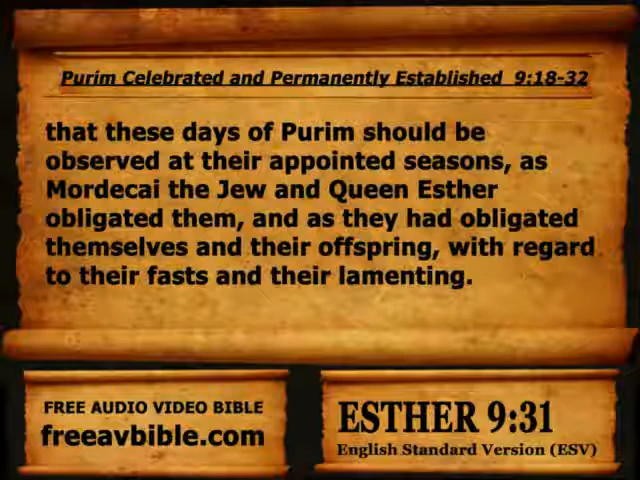 Purim Celebrated and Permanently Established 9:18-32
that these days of Purim should be
observed at their appointed seasons, as
Mordecai the Jew and Queen Esther
obligated them, and as they had obligated
themselves and their offspring, with regard
to their fasts and their lamenting.
FREE AUDIO VIDEO BIBLE
freeavbible.com
ESTHER 9:31
English Standard Version (ESV)